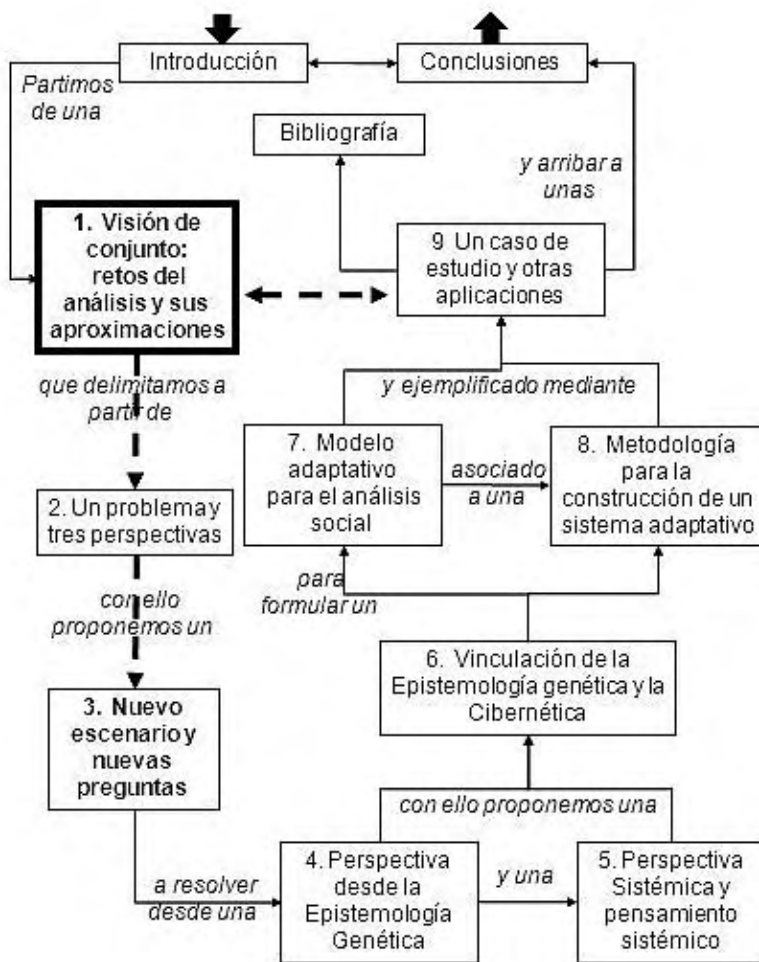 Introducción
Conclusiones
Partimos
de una
Bibliografía
y arribar a
unas
1. Visión de
conjunto:
retos del
análisis y sus
aproximaciones
9 Un caso de
estudio y otras
aplicaciones
que delimitamos a
partir de
y ejemplificado mediante
7. Modelo
adaptativo
para el análisis
social
asociado
a una
8. Metodología
para la
construcción de un
sistema adaptativo
2. Un problema y
tres perspectivas
con ello
proponemos un
para
formular un
6. Vinculación de la
Epistemología genética y la
Cibernética
3. Nuevo
escenario y
nuevas
preguntas
con ello proponemos una
a resolver
desde una
4. Perspectiva
desde la
Epistemología
Genética
y una
5. Perspectiva
Sistémica y
pensamiento
sistémico